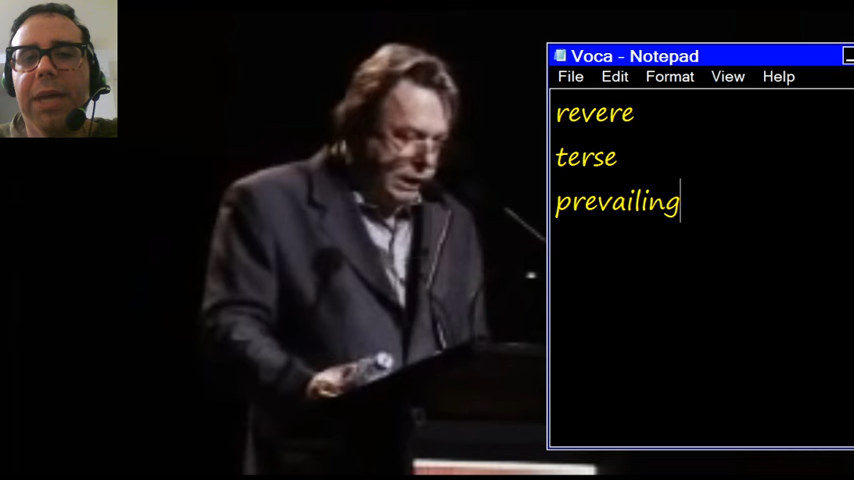 Voca - Notepad
File Edit Format View Help
revere
terse
prevailing